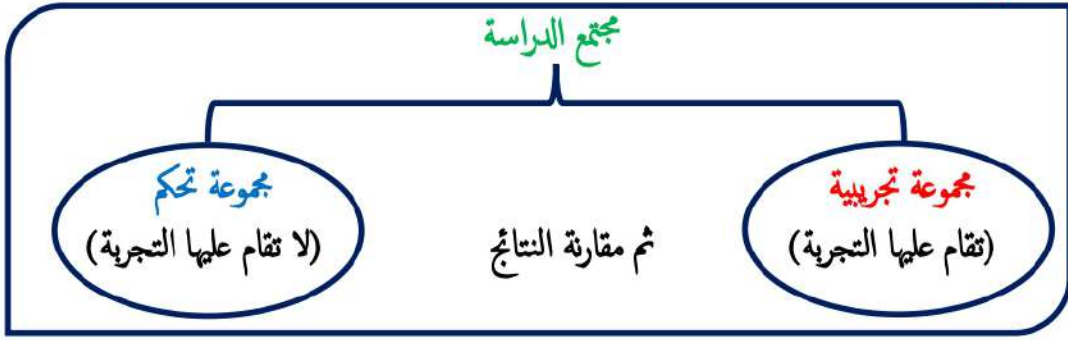 مجتمع الدراسة
مجموعة تجريبية
(تقام عليها التجربة)
ثم مقارنة النتائج
مجموعة تحكم
(لا تقام عليها التجربة)